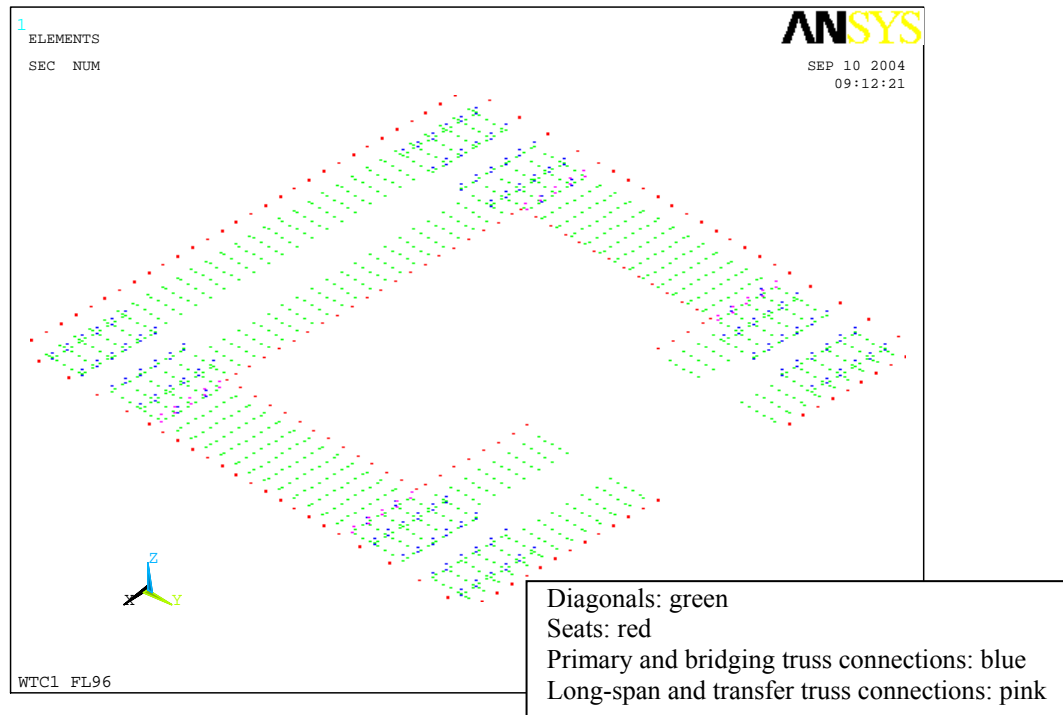 1
ELEMENTS
SEC NUM
ANSYS
SEP 10 2004
09:12:21
Z
X
Y
WTC1 FL96
Diagonals: green
Seats: red
Primary and bridging truss connections: blue
Long-span and transfer truss connections: pink